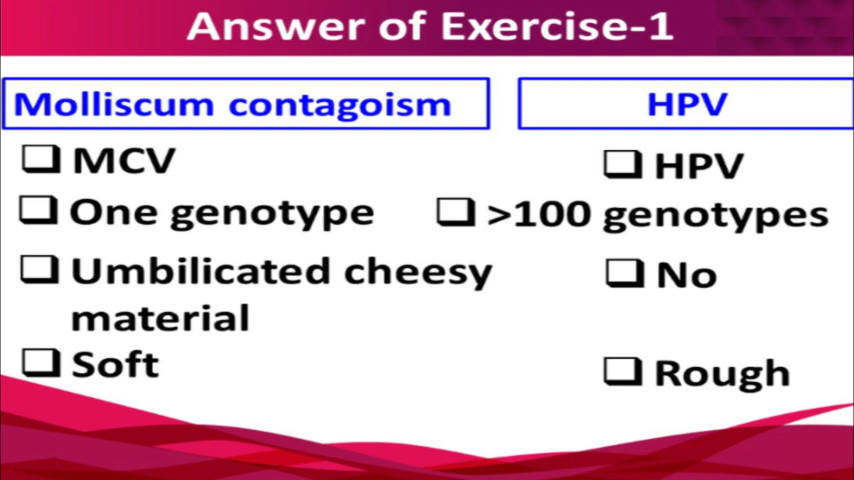 Answer of Exercise-1
Molliscum contagoism
HPV
❑ MCV
❑ HPV
❑ One genotype
❑ >100 genotypes
❑ Umbilicated cheesy
material
❑ No
❑ Soft
❑ Rough